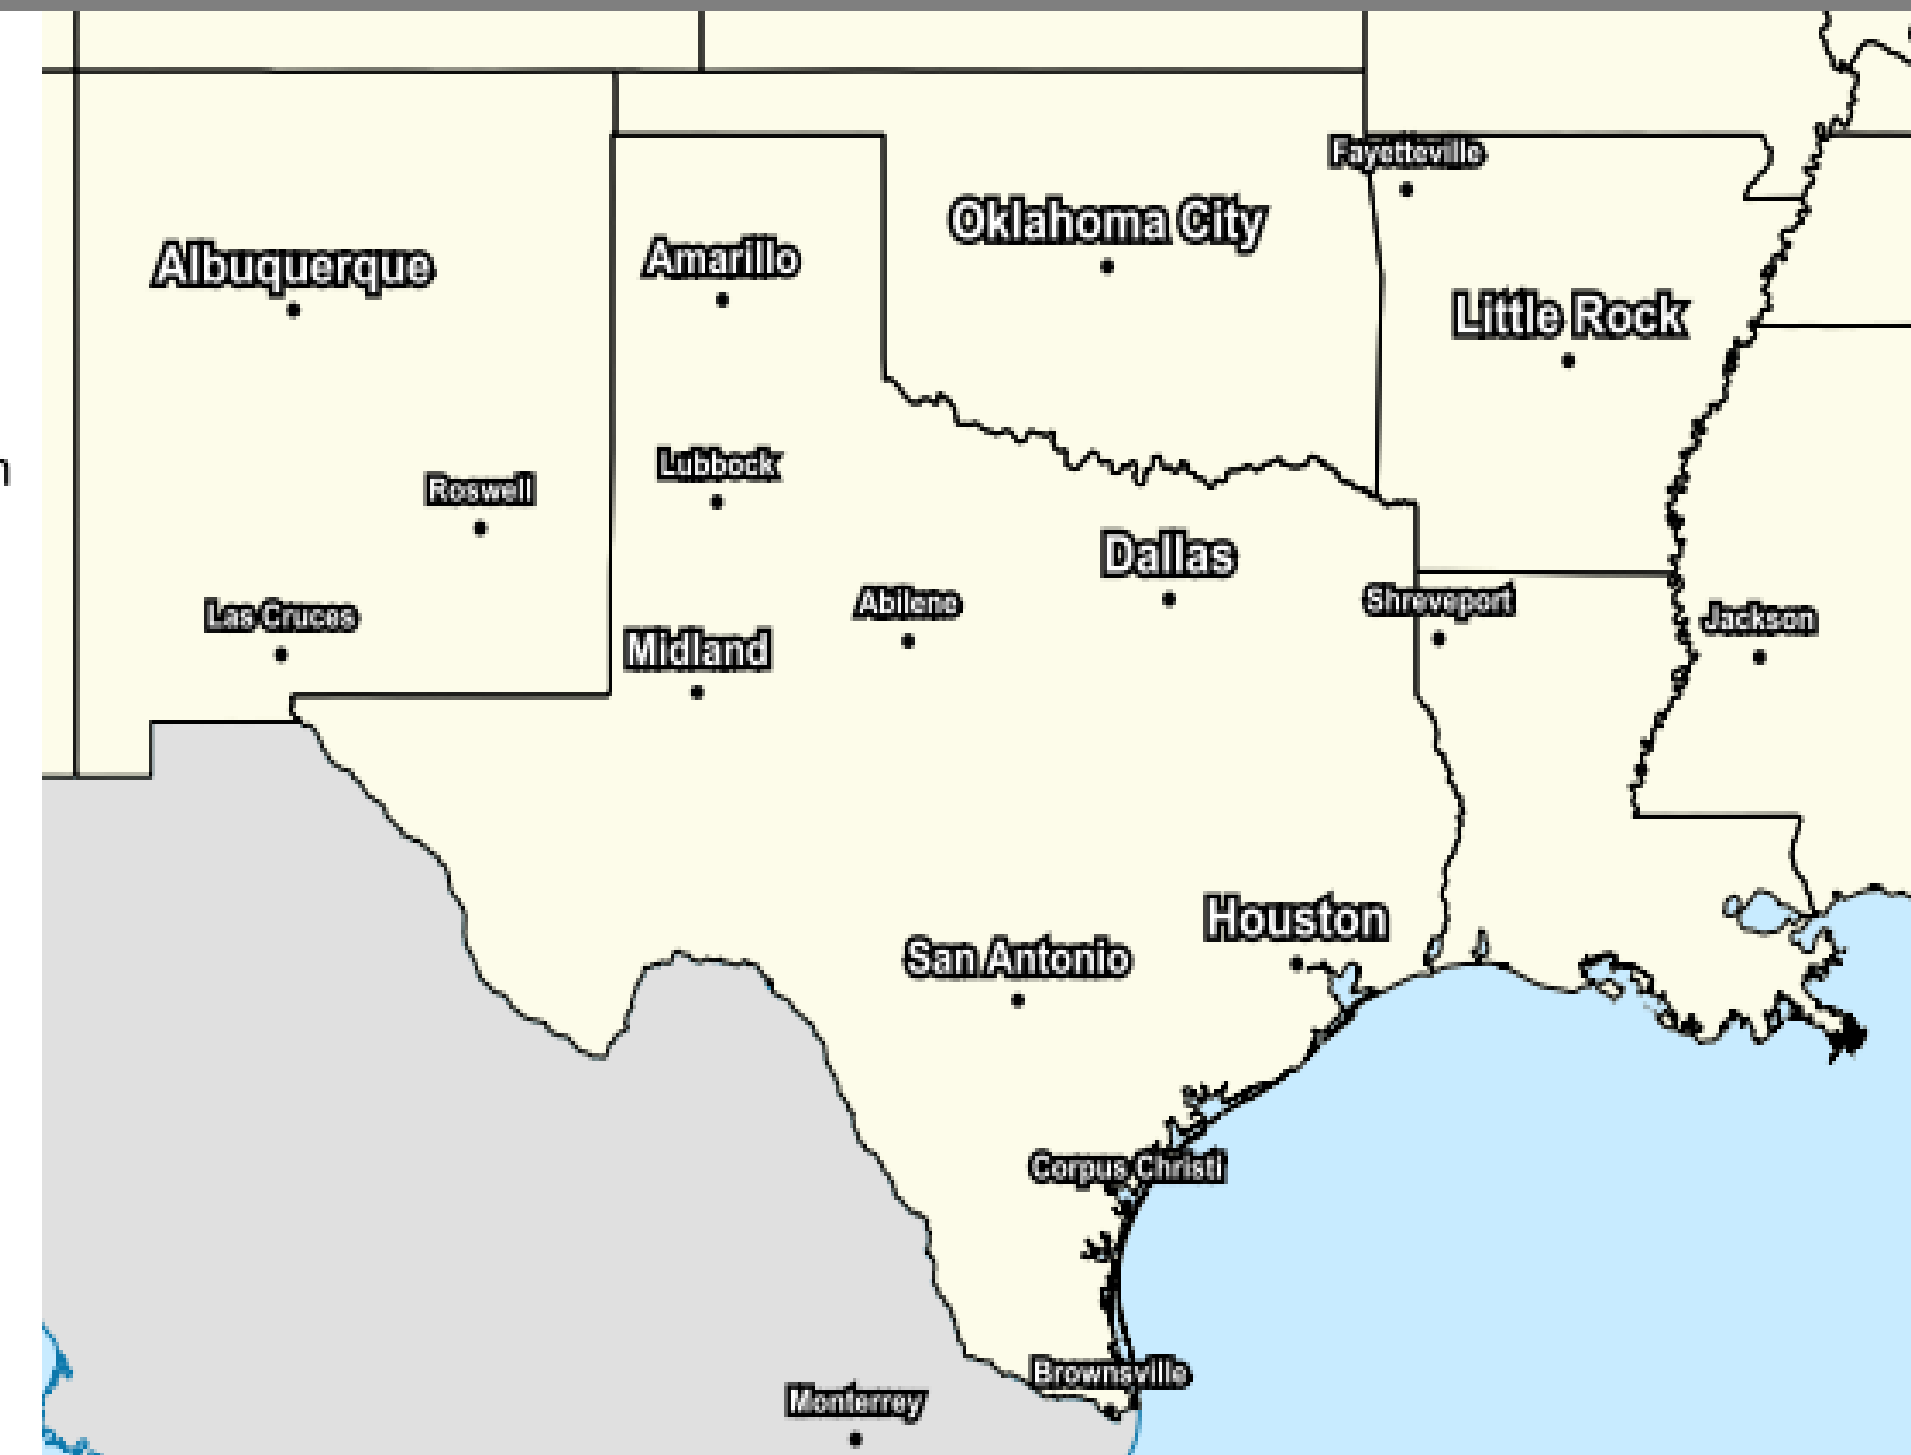 Fayetteville
Oklahoma City
Albuquerque
Amarillo
Little Rock
n
Lubbock
Roswell
Dallas
Abilene
Shreveport
Las Cruces
Jackson
Midland
Houston
San Antonio
Corpus Christi
Brownsville
Monterrey